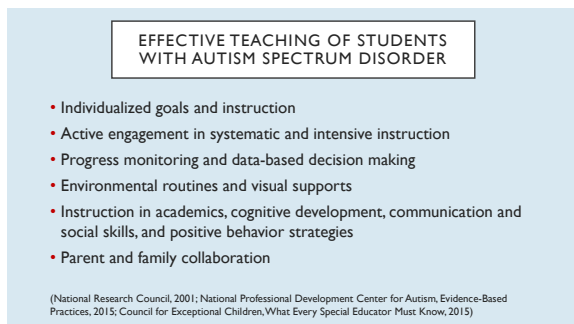 EFFECTIVE TEACHING OF STUDENTS
WITH AUTISM SPECTRUM DISORDER
• Individualized goals and instruction
• Active engagement in systematic and intensive instruction
• Progress monitoring and data-based decision making
• Environmental routines and visual supports
• Instruction in academics, cognitive development, communication and
social skills, and positive behavior strategies
• Parent and family collaboration
(National Research Council, 2001; National Professional Development Center for Autism, Evidence-Based
Practices, 2015; Council for Exceptional Children, What Every Special Educator Must Know, 2015)